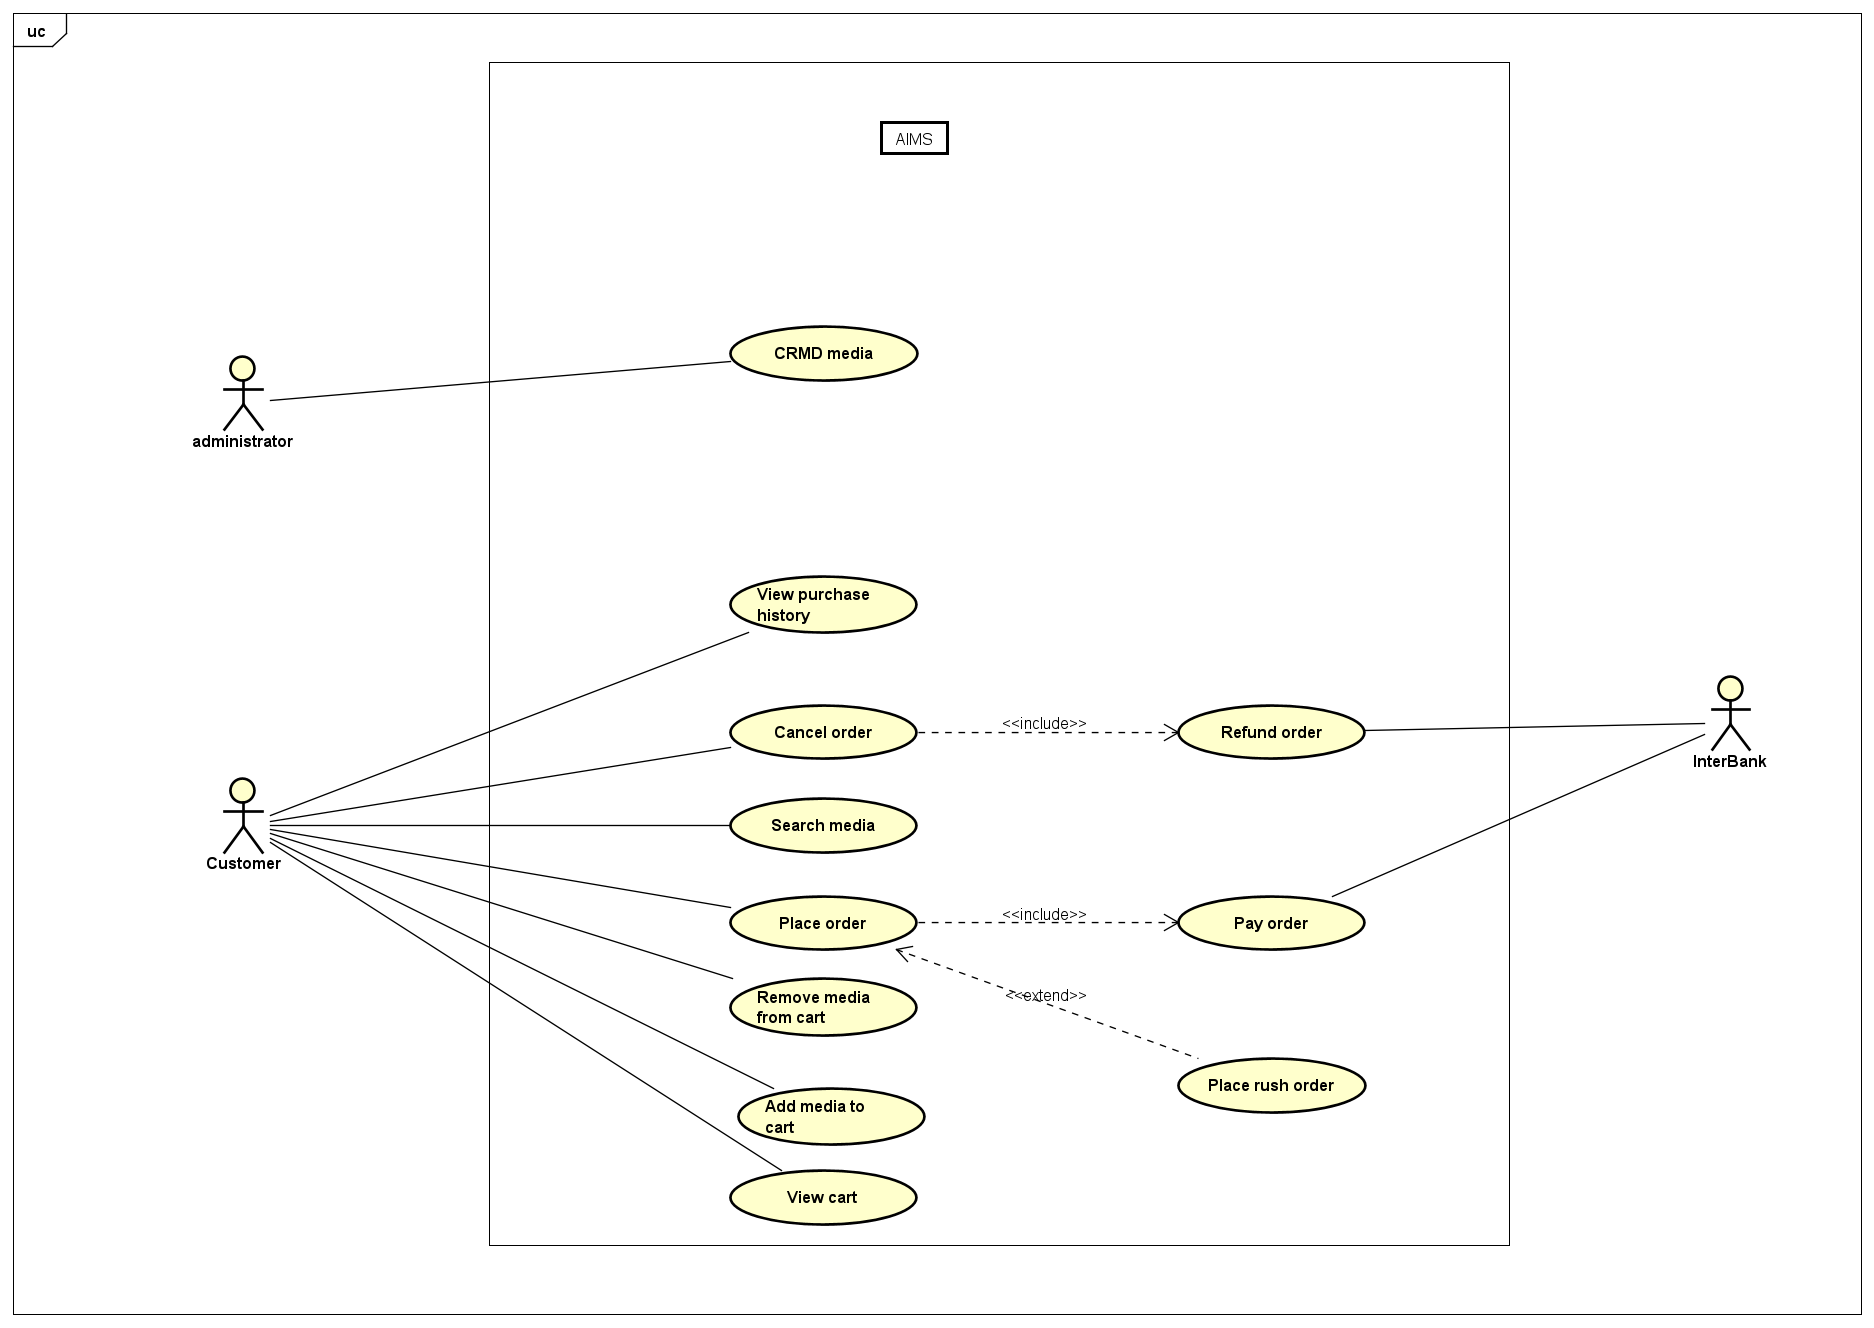 uc
AIMS
CRMD media
administrator
View purchase
history
Cancel order
<<include>>
Refund order
InterBank
Search media
Customer
Place order
<<include>>
Pay order
<<extend>>
Remove media
from cart
Place rush order
Add media to
cart
View cart